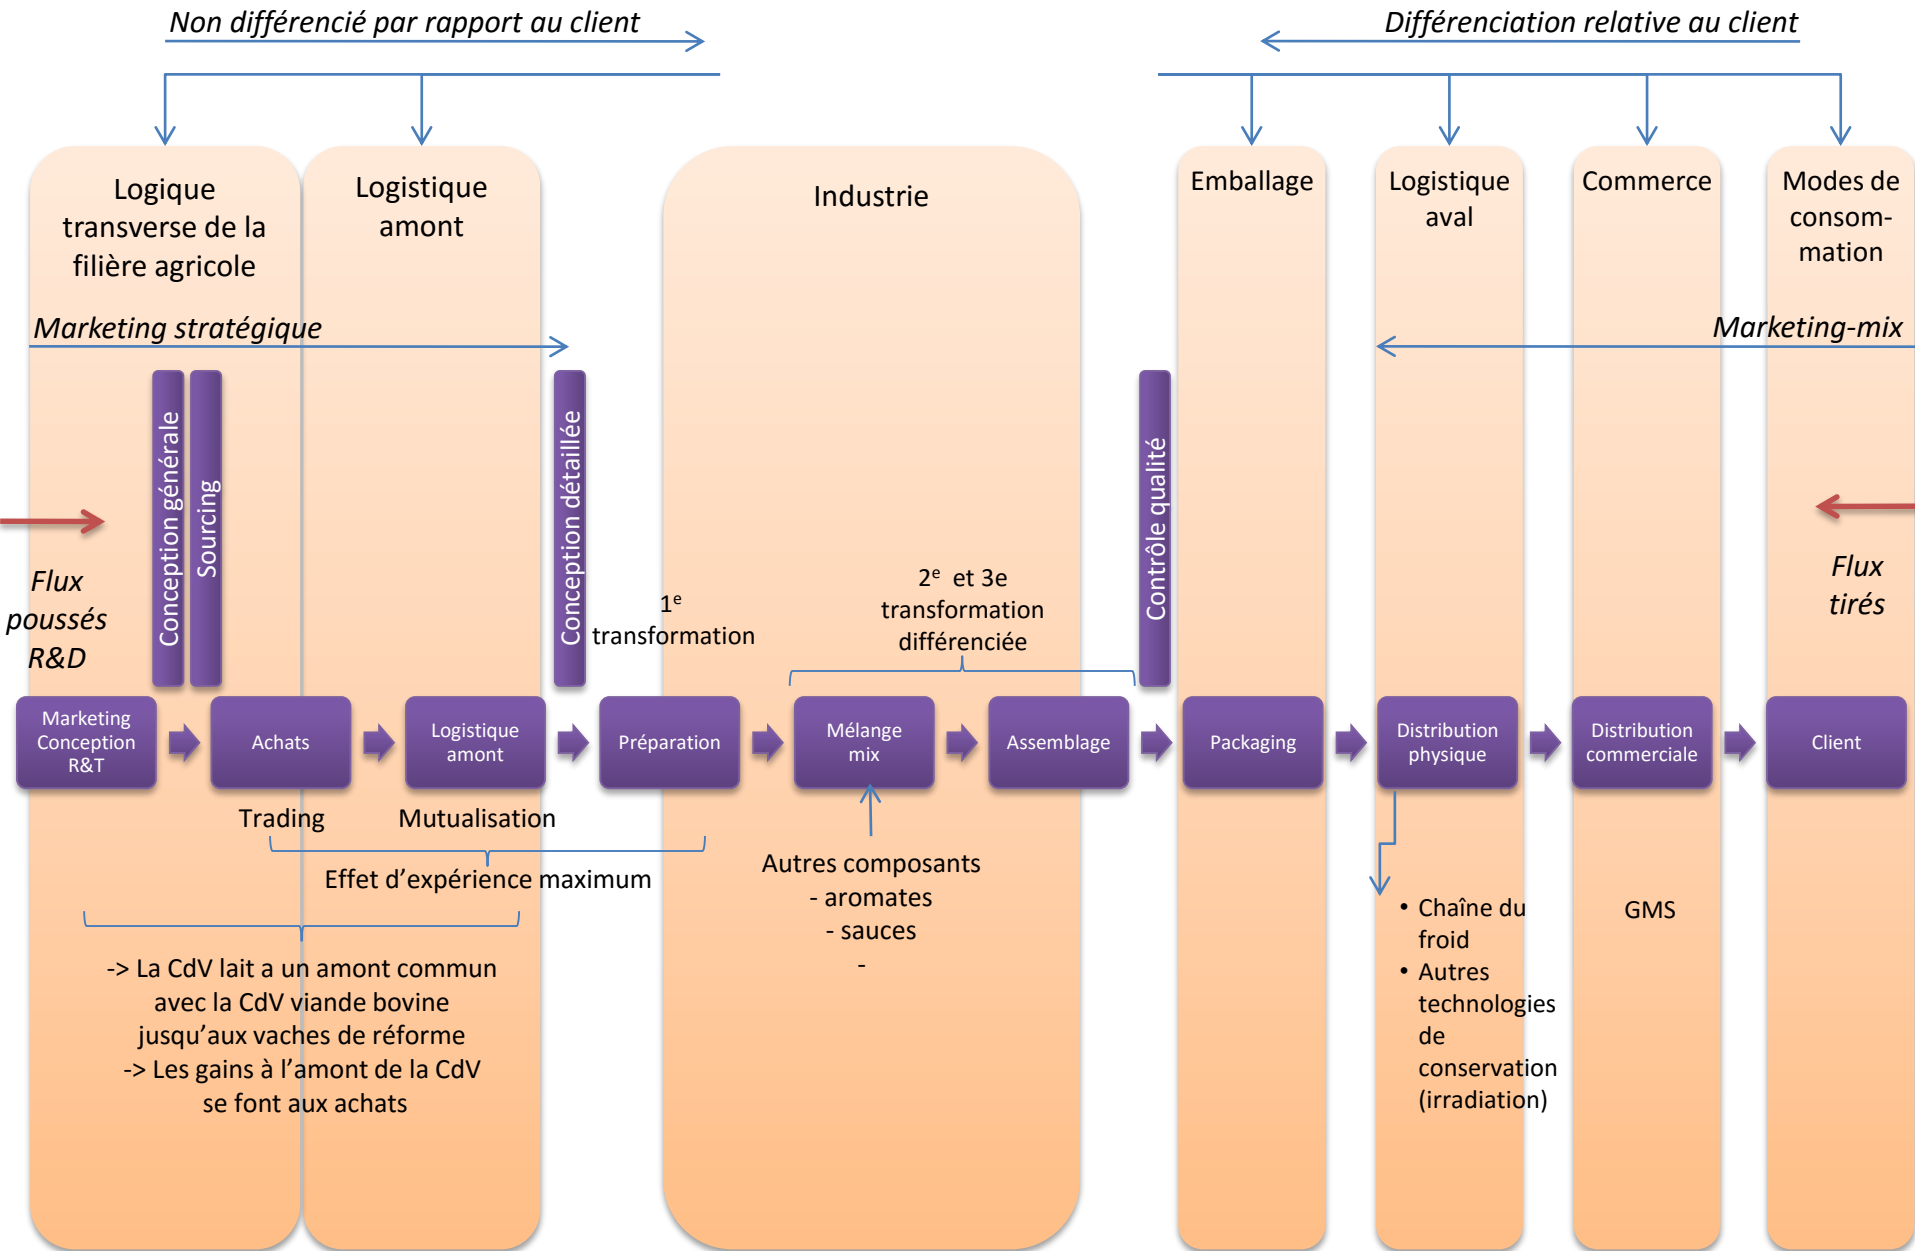 Non différencié par rapport au client
Différenciation relative au client
Logique
transverse de la
filière agricole
Logistique
amont
Industrie
Emballage
Logistique
aval
Commerce
Modes de
consom-
mation
Marketing stratégique
Marketing-mix
Conception générale
Sourcing
Conception détaillée
Contrôle qualité
Flux
poussés
R&D
1e
transformation
2e et 3e
transformation
différenciée
Flux
tirés
Marketing
Conception
R&T
Achats
Logistique
amont
Préparation
Mélange
mix
Assemblage
Packaging
Distribution
physique
Distribution
commerciale
Client
Trading
Mutualisation
Effet d'expérience maximum
Autres composants
- aromates
- sauces
-
-> La CdV lait a un amont commun
avec la CdV viande bovine
jusqu'aux vaches de réforme
-> Les gains à l'amont de la CdV
se font aux achats
• Chaîne du
froid
• Autres
technologies
de
conservation
(irradiation)
GMS